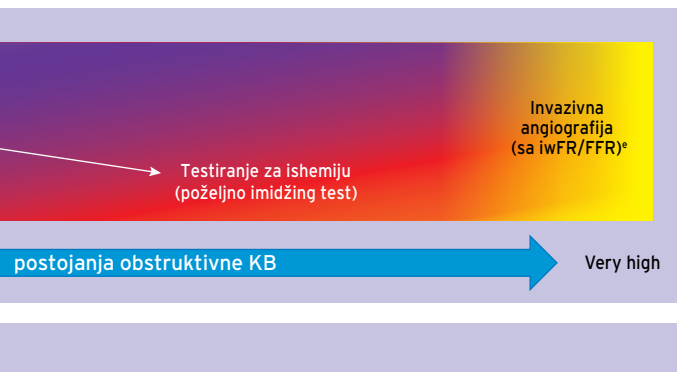 Invazivna
angiografija
(sa iwFR/FFR)ᵉ
Testiranje za ishemiju
(poželjno imidžing test)
postojanja obstruktivne KB
Very high